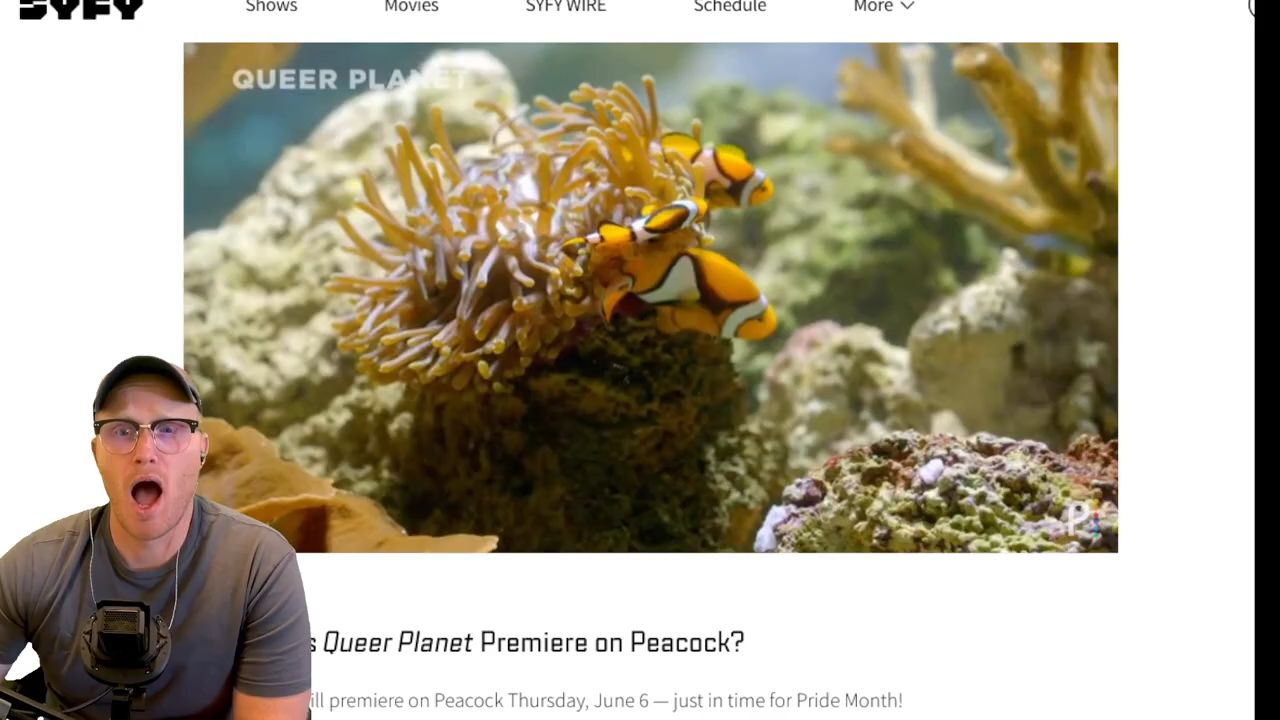 SYFY
Shows Movies SYFY WIRE Schedule More
QUEER PLANET
s Queer Planet Premiere on Peacock?
ill premiere on Peacock Thursday, June 6 — just in time for Pride Month!